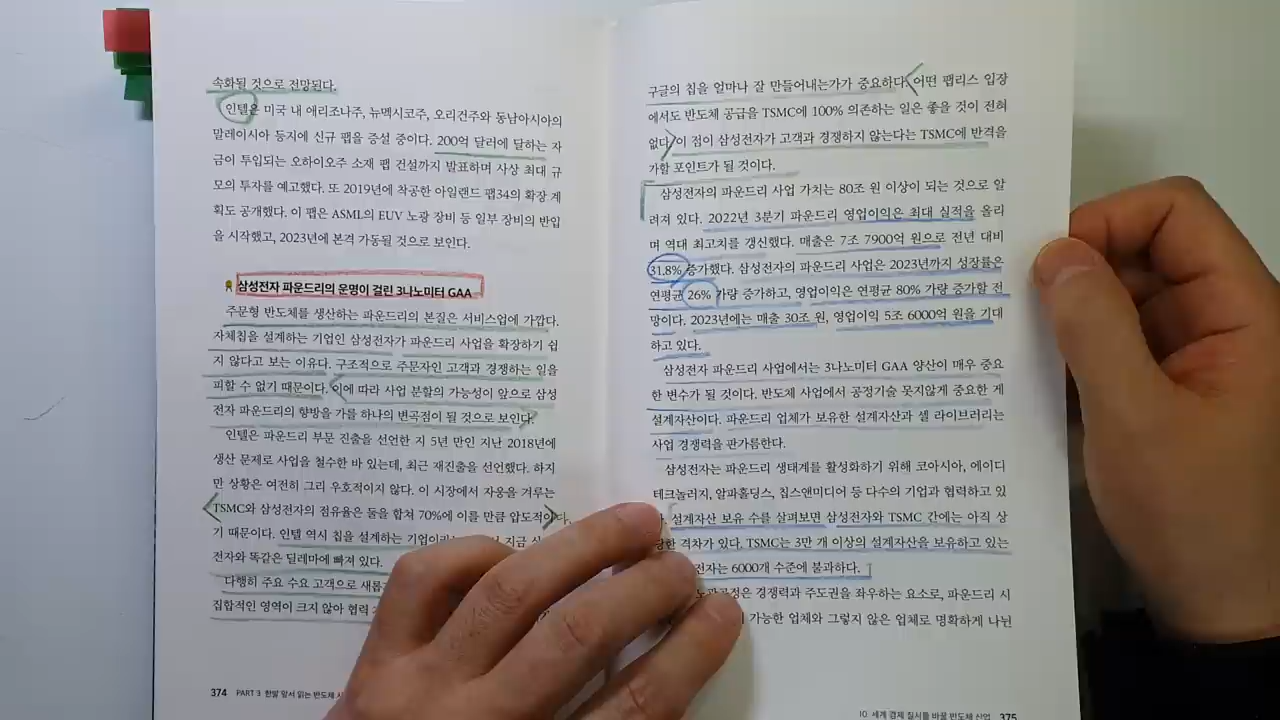 속화될 것으로 전망된다.
인텔은 미국 내 애리조나주, 뉴멕시코주, 오리건주와 동남아시아의
말레이시아 등지에 신규 팹을 증설 중이다. 200억 달러에 달하는 자
금이 투입되는 오하이오주 소재 팹 건설까지 발표하며 사상 최대 규
모의 투자를 예고했다. 또 2019년에 착공한 아일랜드 팹34의 확장 계
획도 공개했다. 이 팹은 ASML의 EUV 노광 장비 등 일부 장비의 반입
을 시작했고, 2023년에 본격 가동될 것으로 보인다.
삼성전자 파운드리의 운명이 걸린 3나노미터 GAA
주문형 반도체를 생산하는 파운드리의 본질은 서비스업에 가깝다.
자체칩을 설계하는 기업인 삼성전자가 파운드리 사업을 확장하기 쉽
지 않다고 보는 이유다. 구조적으로 주문자인 고객과 경쟁하는 일을
피할 수 없기 때문이다. 이에 따라 사업 분할의 가능성이 앞으로 삼성
전자 파운드리의 향방을 가를 하나의 변곡점이 될 것으로 보인다.
인텔은 파운드리 부문 진출을 선언한 지 5년 만인 지난 2018년에
생산 문제로 사업을 철수한 바 있는데, 최근 재진출을 선언했다. 하지
만 상황은 여전히 그리 우호적이지 않다. 이 시장에서 자웅을 겨루는
TSMC와 삼성전자의 점유율은 둘을 합쳐 70%에 이를 만큼 압도적이
기 때문이다. 인텔 역시 칩을 설계하는 지금
전자와 똑같은 딜레마에 빠져 있다.
다행히 주요 수요 고객으로
집합적인 영역이 크지 않아 협력
374 PART 3 한발 앞서 읽는 반도체
구글의 칩을 얼마나 잘 만들어내는가가 중요하다. 어떤 팹리스 입장
에서도 반도체 공급을 TSMC에 100% 의존하는 일은 좋을 것이 전혀
없다. 이 점이 삼성전자가 고객과 경쟁하지 않는다는 TSMC에 반격을
가할 포인트가 될 것이다.
삼성전자의 파운드리 사업 가치는 80조 원 이상이 되는 것으로 알
려져 있다. 2022년 3분기 파운드리 영업이익은 최대 실적을 올리
며 역대 최고치를 갱신했다. 매출은 7조 7900억 원으로 전년 대비
31.8% 증가했다. 삼성전자의 파운드리 사업은 2023년까지 성장률은
연평균 26% 가량 증가하고, 영업이익은 연평균 80% 가량 증가할 전
망이다. 2023년에는 매출 30조 원, 영업이익 5조 6000억 원을 기대
하고 있다.
삼성전자 파운드리 사업에서는 3나노미터 GAA 양산이 매우 중요
한 변수가 될 것이다. 반도체 사업에서 공정기술 못지않게 중요한 게
설계자산이다. 파운드리 업체가 보유한 설계자산과 셀 라이브러리는
사업 경쟁력을 판가름한다.
삼성전자는 파운드리 생태계를 활성화하기 위해 코아시아, 에이디
테크놀러지, 알파홀딩스, 칩스앤미디어 등 다수의 기업과 협력하고 있
설계자산 보유 수를 살펴보면 삼성전자와 TSMC 간에는 아직 상
당한 격차가 있다. TSMC는 3만 개 이상의 설계자산을 보유하고 있는
전자는 6000개 수준에 불과하다.
경쟁력과 주도권을 좌우하는 요소로, 파운드리 시
가능한 업체와 그렇지 않은 업체로 명확하게 나뉜
10 세계 경제 질서를 바꿀 반도체 산업 375